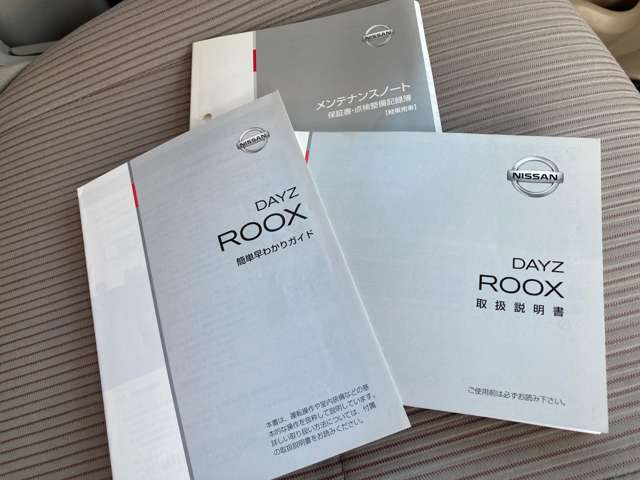 NISSAN
メンテナンスノート
保証書・点検整備記録簿
[軽乗用車]
NISSAN
DAYZ
ROOX
簡単早わかりガイド
本書は、運転操作や室内装備などの基
本的な操作を抜粋して説明しています。
詳しい取り扱い方法については、付属
の取扱説明書をお読みください。
NISSAN
DAYZ
ROOX
取扱説明書
ご使用前は必ずお読み下さい。